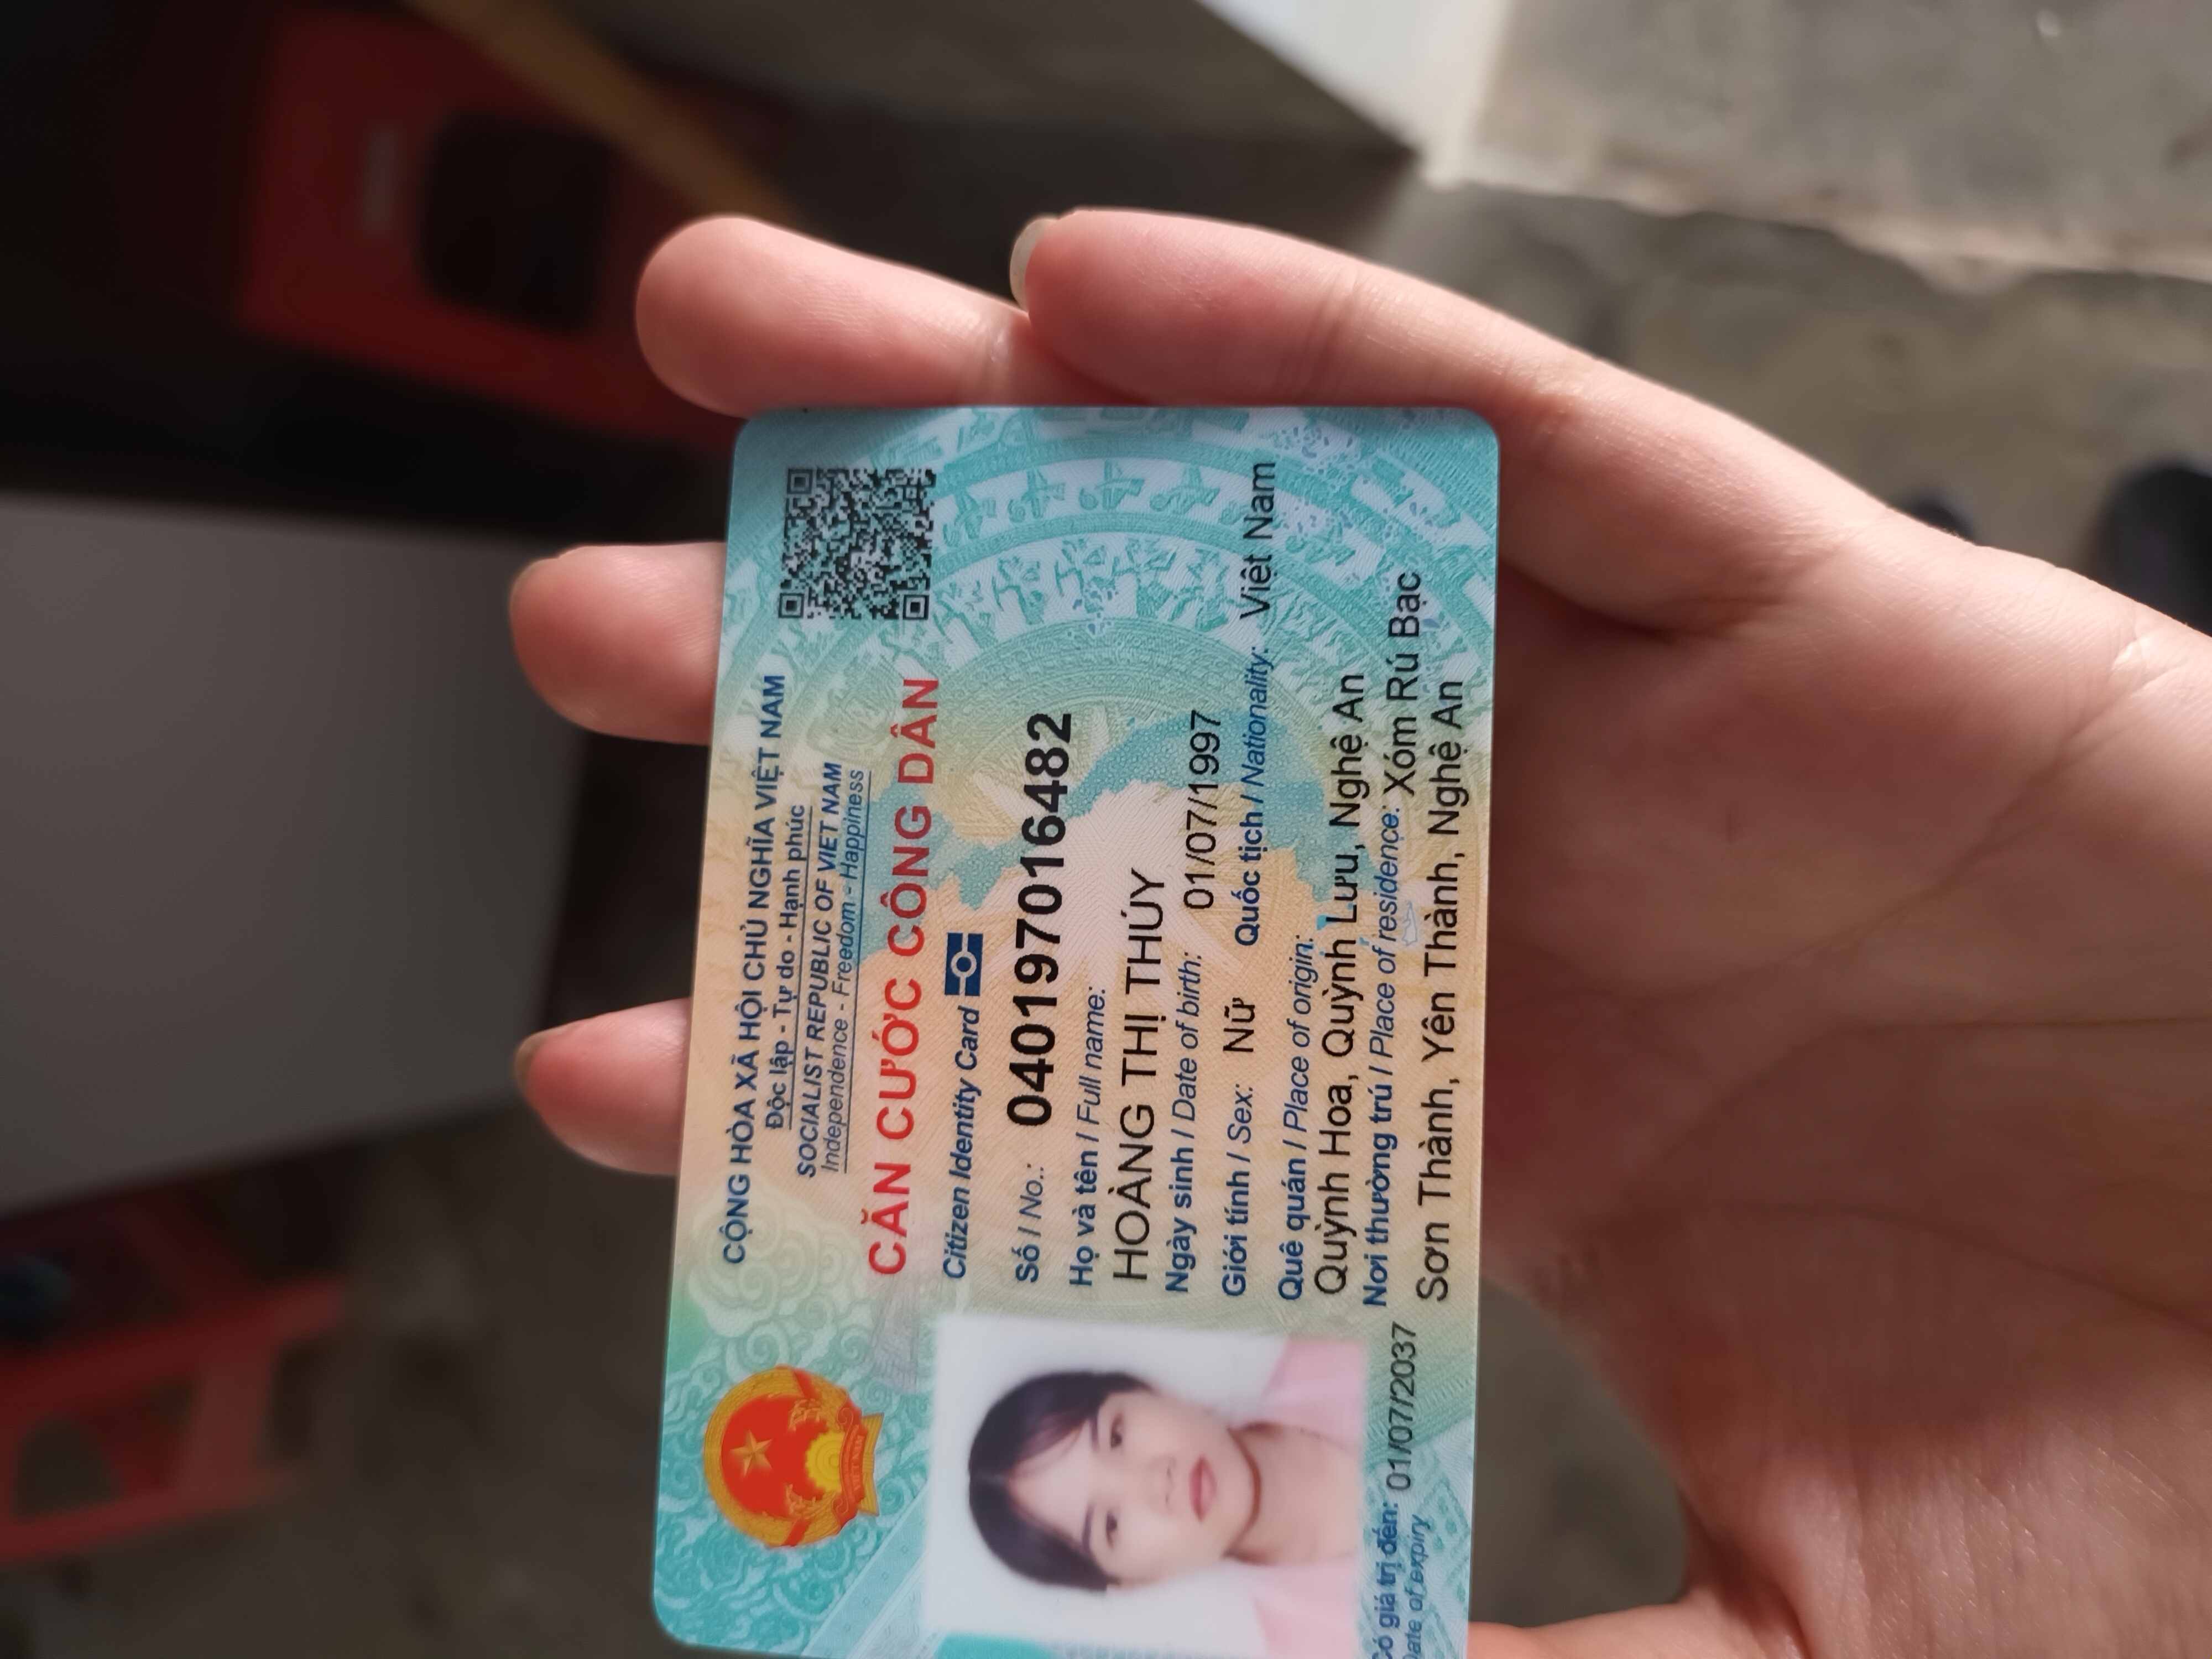 CỘNG HÒA XÃ HỘI CHỦ NGHĨA VIỆT NAM
Độc lập - Tự do - Hạnh phúc
SOCIALIST REPUBLIC OF VIET NAM
Independence - Freedom - Happiness
VIET NAM
CĂN CƯỚC CÔNG DÂN
Citizen Identity Card
Số / No.: 040197016482
Họ và tên / Full name:
HOÀNG THỊ THÚY
Ngày sinh / Date of birth: 01/07/1997
Giới tính / Sex: Nữ Quốc tịch / Nationality: Việt Nam
Quê quán / Place of origin:
Quỳnh Hoa, Quỳnh Lưu, Nghệ An
Nơi thường trú / Place of residence: Xóm Rú Bạc
Sơn Thành, Yên Thành, Nghệ An
Có giá trị đến: 01/07/2037
Date of expiry